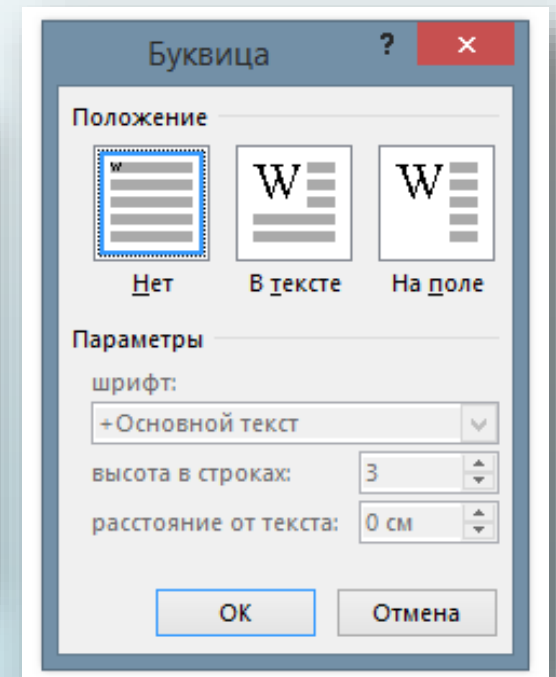 Буквица ? ×
Положение
W W W
Нет В тексте На поле
Параметры
шрифт:
+Основной текст
высота в строках: 3
расстояние от текста: 0 см
ОК Отмена